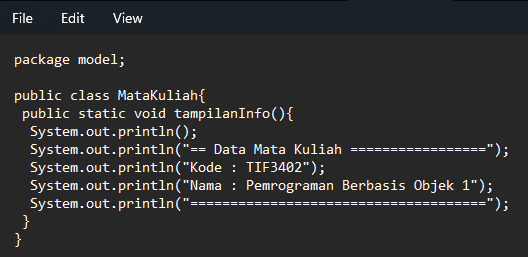 File Edit View
package model;
public class MataKuliah{
public static void tampilanInfo(){
System.out.println();
System.out.println("== Data Mata Kuliah =================");
System.out.println("Kode : TIF3402");
System.out.println("Nama : Pemrograman Berbasis Objek 1");
System.out.println("=====================================");
}
}